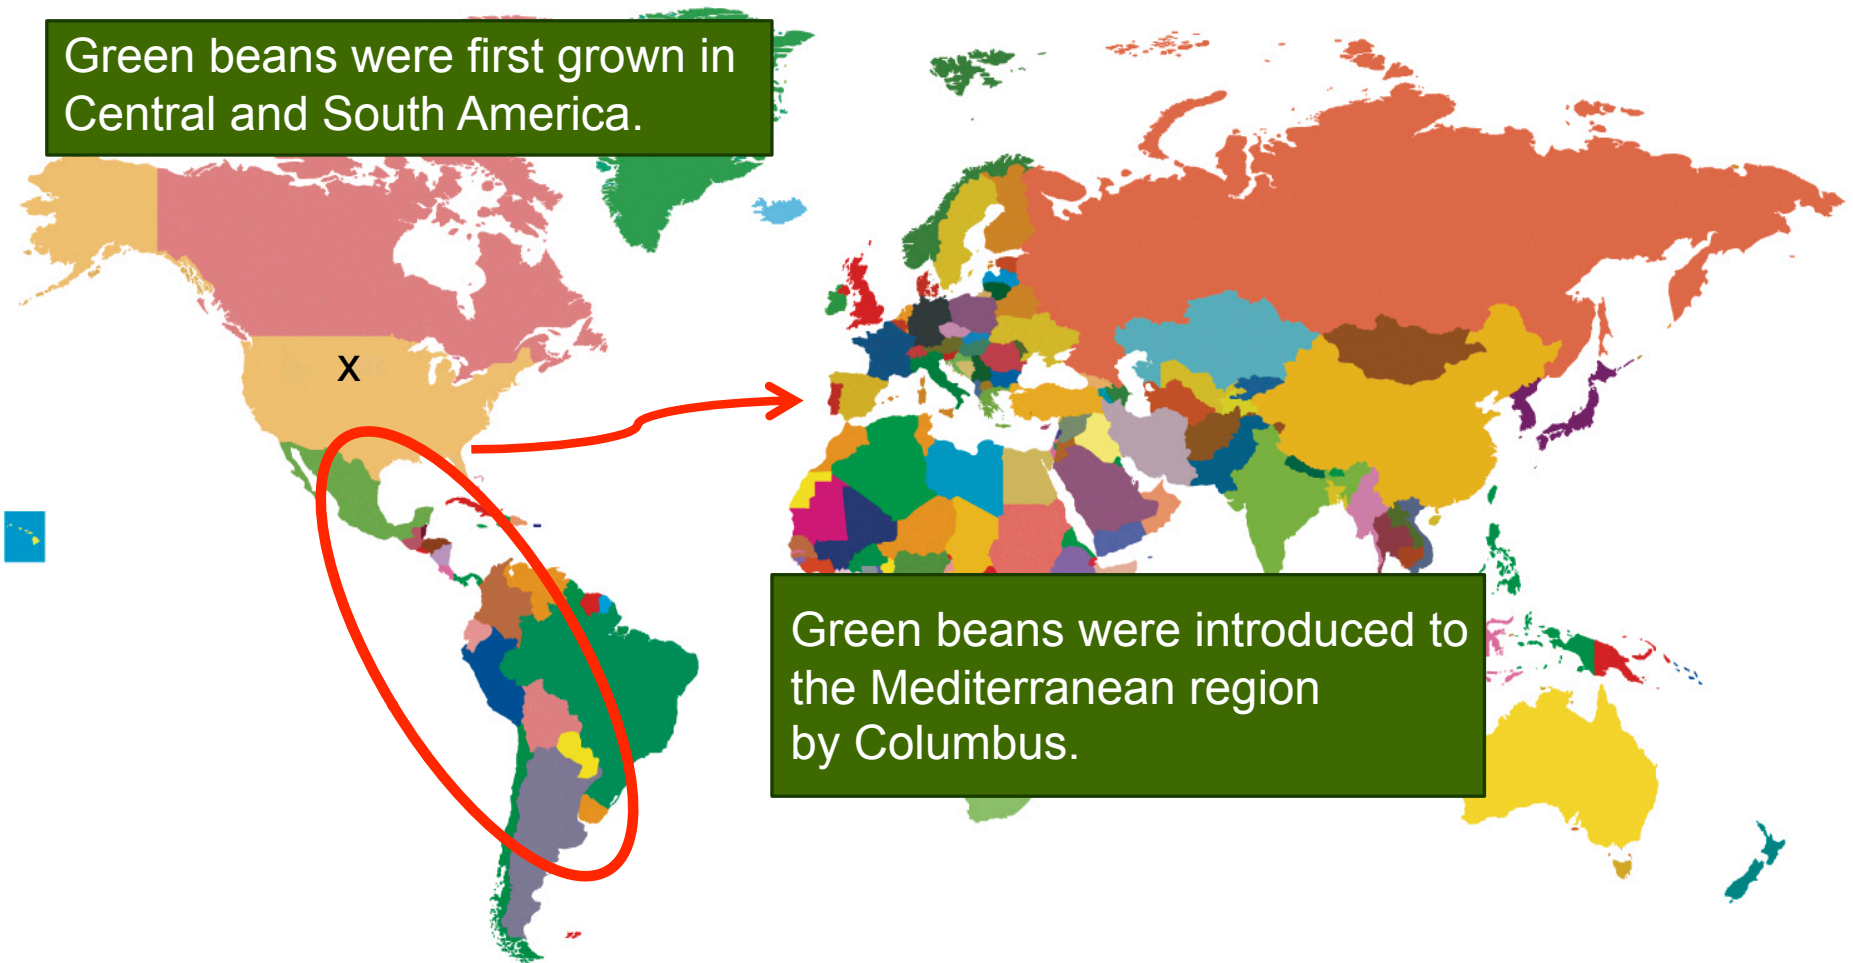 Green beans were first grown in
Central and South America.
x
Green beans were introduced to
the Mediterranean region
by Columbus.